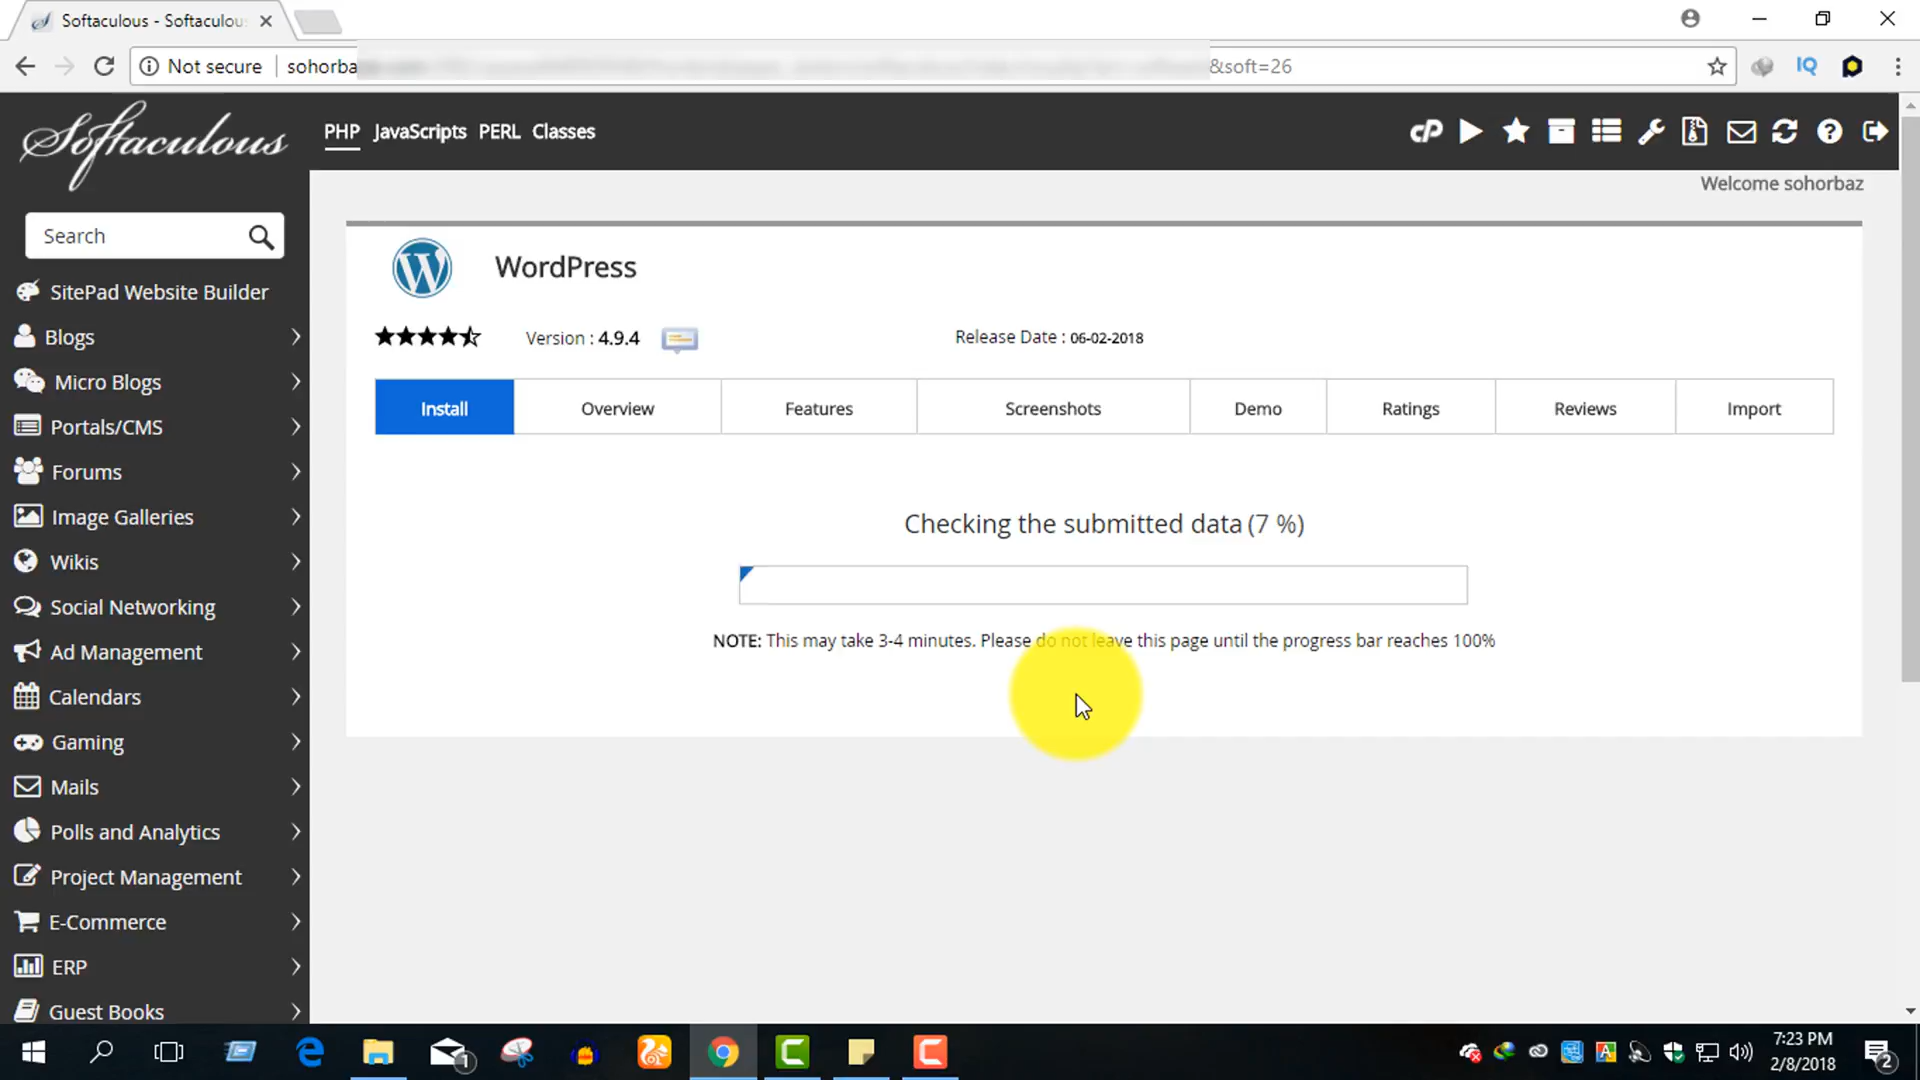 Softaculous - Softaculou
Not secure
sohorba
&soft=26
Softaculous
PHP
JavaScripts
PERL
Classes
cP
Welcome sohorbaz
Search
WordPress
Version : 4.9.4
Release Date : 06-02-2018
Install
Overview
Features
Screenshots
Demo
Ratings
Reviews
Import
Checking the submitted data (7 %)
NOTE: This may take 3-4 minutes. Please do not leave this page until the progress bar reaches 100%
SitePad Website Builder
Blogs
Micro Blogs
Portals/CMS
Forums
Image Galleries
Wikis
Social Networking
Ad Management
Calendars
Gaming
Mails
Polls and Analytics
Project Management
E-Commerce
ERP
Guest Books
7:23 PM
2/8/2018